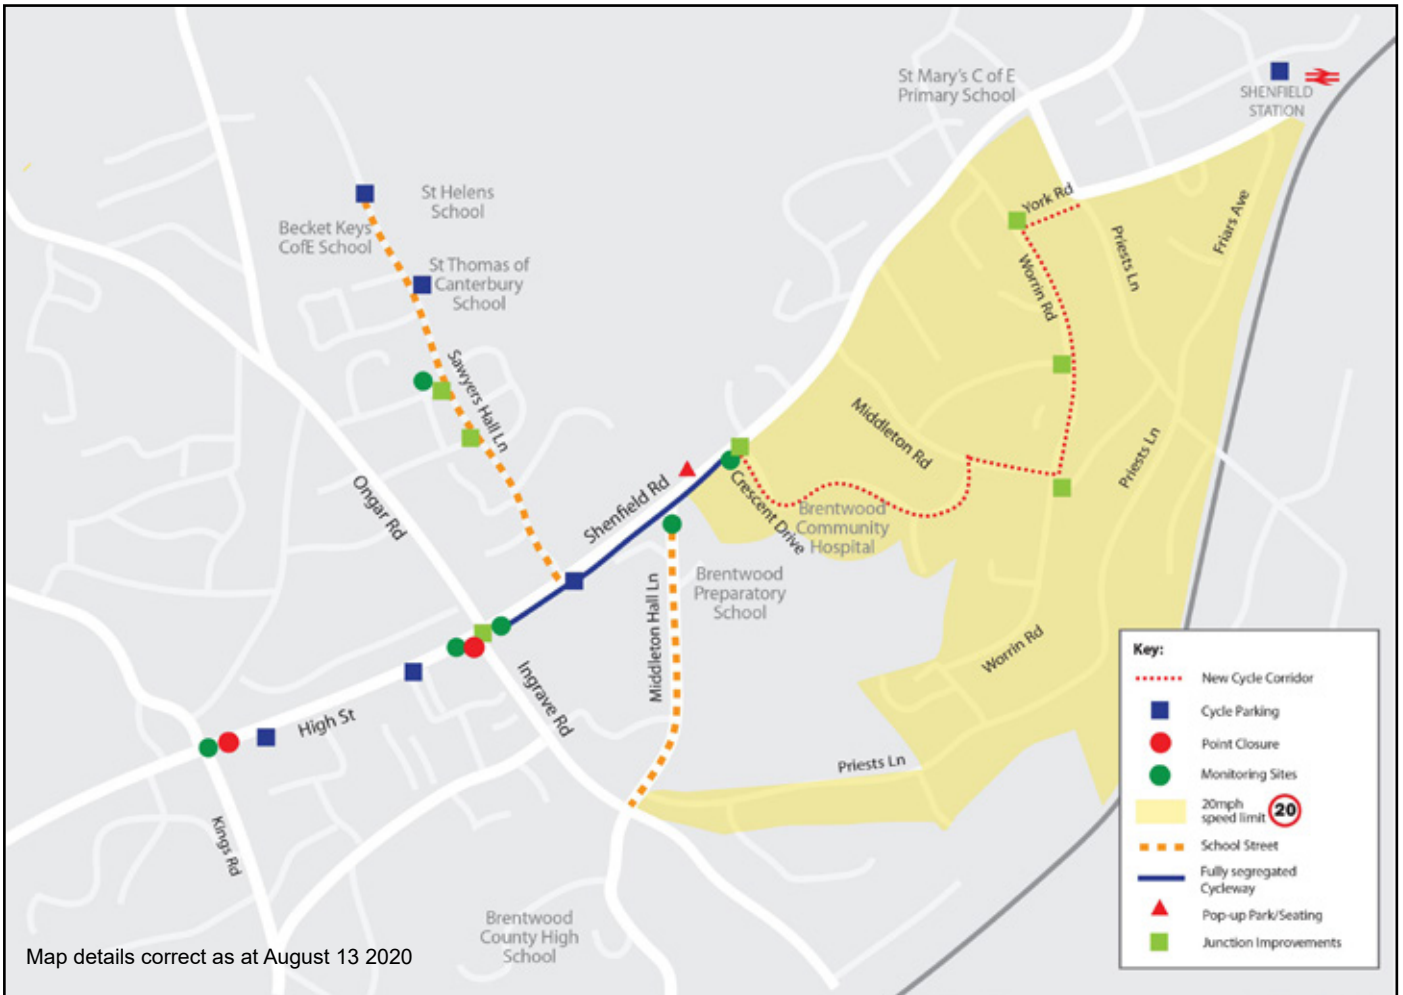 St Mary's C of E
Primary School
SHENFIELD
STATION
St Helens
School
Becket Keys
CofE School
St Thomas of
Canterbury
School
York Rd
Priests Ln
Friars Ave
Worrin Rd
Sawyers Hall Ln
Middleton Rd
Priests Ln
Ongar Rd
Shenfield Rd
Crescent Drive
Brentwood
Community
Hospital
Brentwood
Preparatory
School
Middleton Hall Ln
Worrin Rd
Ingrave Rd
High St
Priests Ln
Kings Rd
Brentwood
County High
School
Key:
New Cycle Corridor
Cycle Parking
Point Closure
Monitoring Sites
20mph
speed limit 20
School Street
Fully segregated
Cycleway
Pop-up Park/Seating
Junction Improvements
Map details correct as at August 13 2020